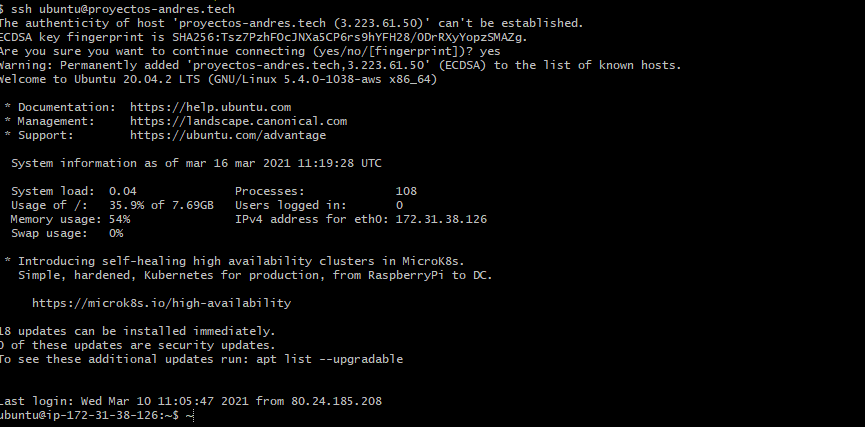 $ ssh ubuntu@proyectos-andres.tech
The authenticity of host 'proyectos-andres.tech (3.223.61.50)' can't be established.
ECDSA key fingerprint is SHA256:Tsz7PzhFOcJNXa5CP6rs9hYFH28/ODrRXyYopzSMAZg.
Are you sure you want to continue connecting (yes/no/[fingerprint])? yes
Warning: Permanently added 'proyectos-andres.tech,3.223.61.50' (ECDSA) to the list of known hosts.
Welcome to Ubuntu 20.04.2 LTS (GNU/Linux 5.4.0-1038-aws x86_64)
* Documentation: https://help.ubuntu.com
* Management: https://landscape.canonical.com
* Support: https://ubuntu.com/advantage
System information as of mar 16 mar 2021 11:19:28 UTC
System load: 0.04 Processes: 108
Usage of /: 35.9% of 7.69GB Users logged in: 0
Memory usage: 54% IPv4 address for eth0: 172.31.38.126
Swap usage: 0%
* Introducing self-healing high availability clusters in MicroK8s.
Simple, hardened, Kubernetes for production, from RaspberryPi to DC.
https://microk8s.io/high-availability
18 updates can be installed immediately.
0 of these updates are security updates.
To see these additional updates run: apt list --upgradable
Last login: Wed Mar 10 11:05:47 2021 from 80.24.185.208
ubuntu@ip-172-31-38-126:~$ ~